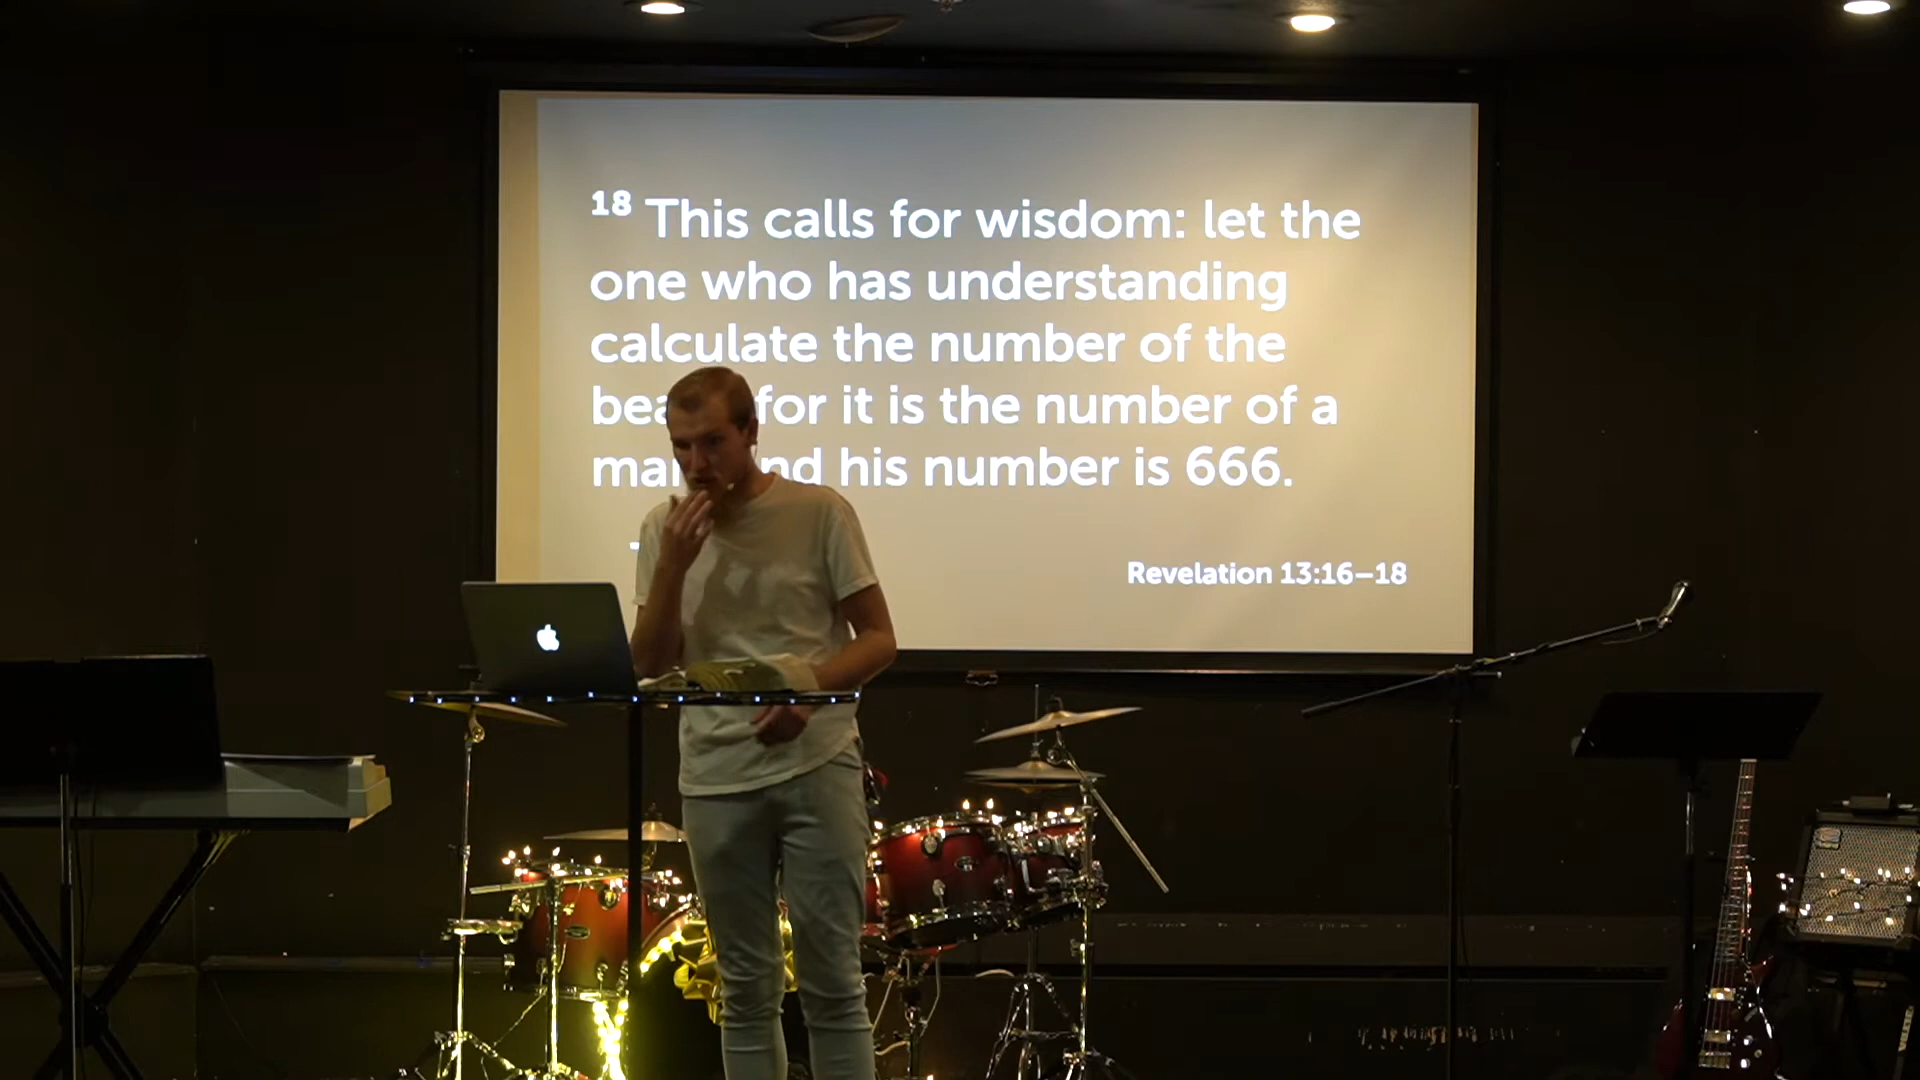 18 This calls for wisdom: let the
one who has understanding
calculate the number of the
for it is the number of a
his number is 666.
Revelation 13:16–18